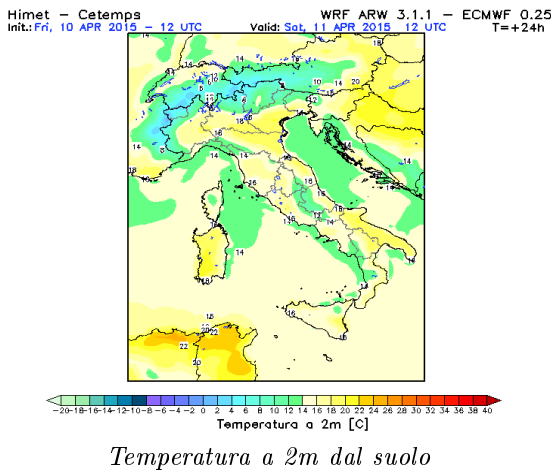 Himet – Cetemps WRF ARW 3.1.1 – ECMWF 0.25
Init.: Fri, 10 APR 2015 – 12 UTC Valid: Sat, 11 APR 2015 12 UTC T=+24h
-20 -18 -16 -14 -12 -10 -8 -6 -4 -2 0 2 4 6 8 10 12 14 16 18 20 22 24 26 28 30 32 34 36 38 40
Temperatura a 2m [C]
Temperatura a 2m dal suolo